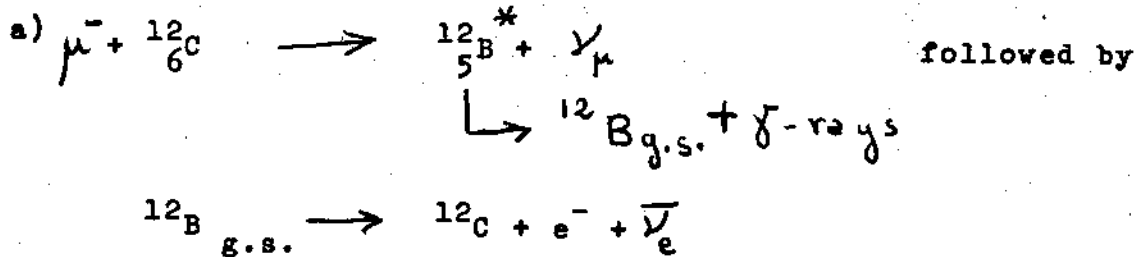 a) μ⁻ + ¹²₆C ⟶ ¹²₅B* + ν_μ followed by
↳ ¹²B g.s. + γ-rays
¹²B g.s. ⟶ ¹²C + e⁻ + ν̅_e